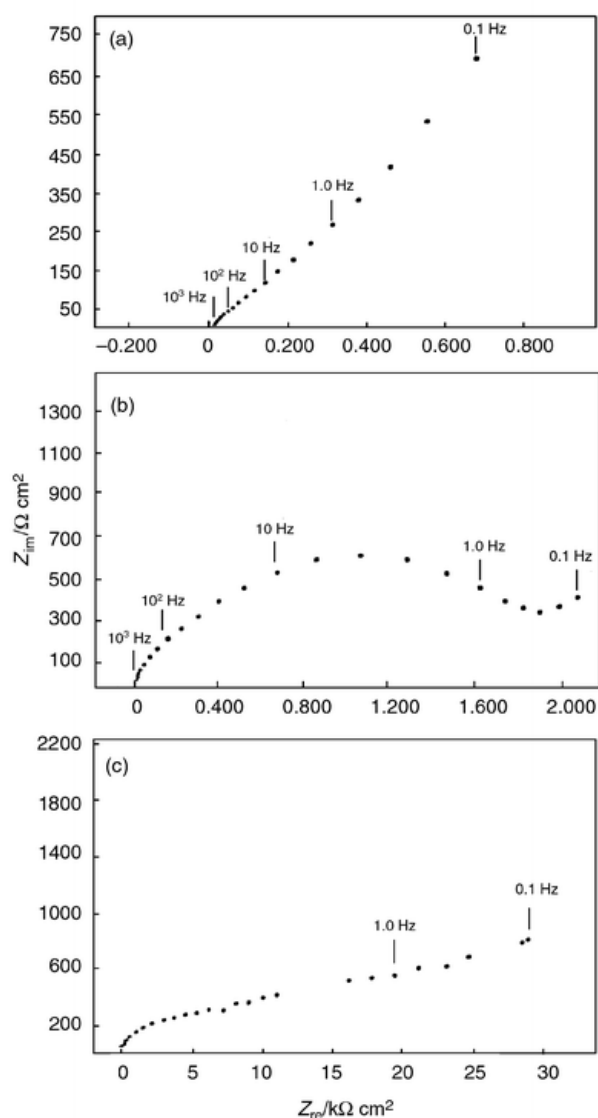 (a)
750
650
550
450
350
250
150
50
0.1 Hz
1.0 Hz
10 Hz
10² Hz
10³ Hz
−0.200 0 0.200 0.400 0.600 0.800
(b)
1300
1100
900
700
500
300
100
10 Hz
1.0 Hz
0.1 Hz
10² Hz
10³ Hz
0 0.400 0.800 1.200 1.600 2.000
Zim/Ω cm²
(c)
2200
1800
1400
1000
600
200
0.1 Hz
1.0 Hz
0 5 10 15 20 25 30
Zre/kΩ cm²